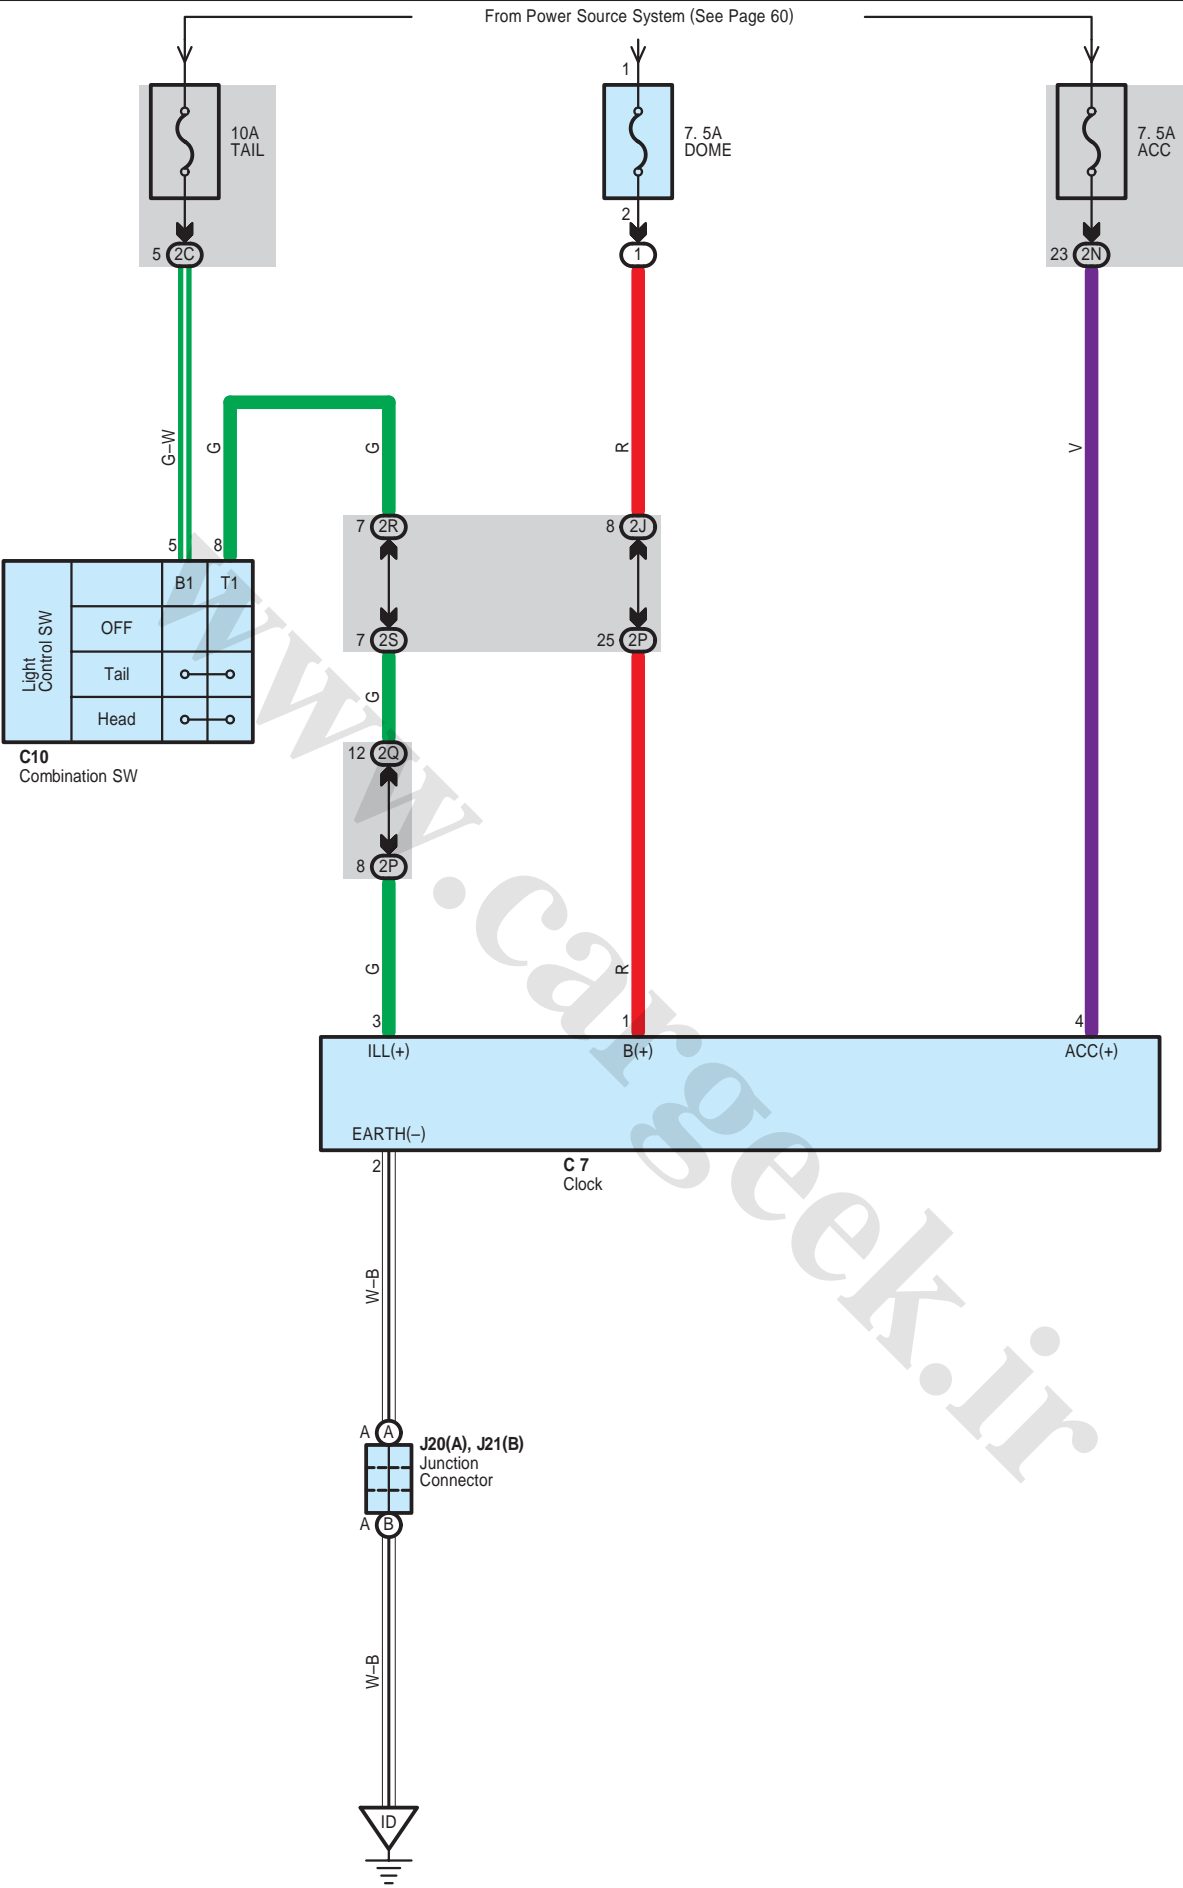 From Power Source System (See Page 60)
1
10A
TAIL
7. 5A
DOME
7. 5A
ACC
2
5 2C
1
23 2N
G–W
G
G
R
V
7 2R
8 2J
5
8
B1 T1
OFF
Tail
Head
Light
Control SW
7 2S
25 2P
G
C10
Combination SW
12 2Q
8 2P
G
R
3
1
4
ILL(+)
B(+)
ACC(+)
EARTH(–)
2
C 7
Clock
W–B
A A
J20(A), J21(B)
Junction
Connector
A B
W–B
ID
www.cargeek.ir